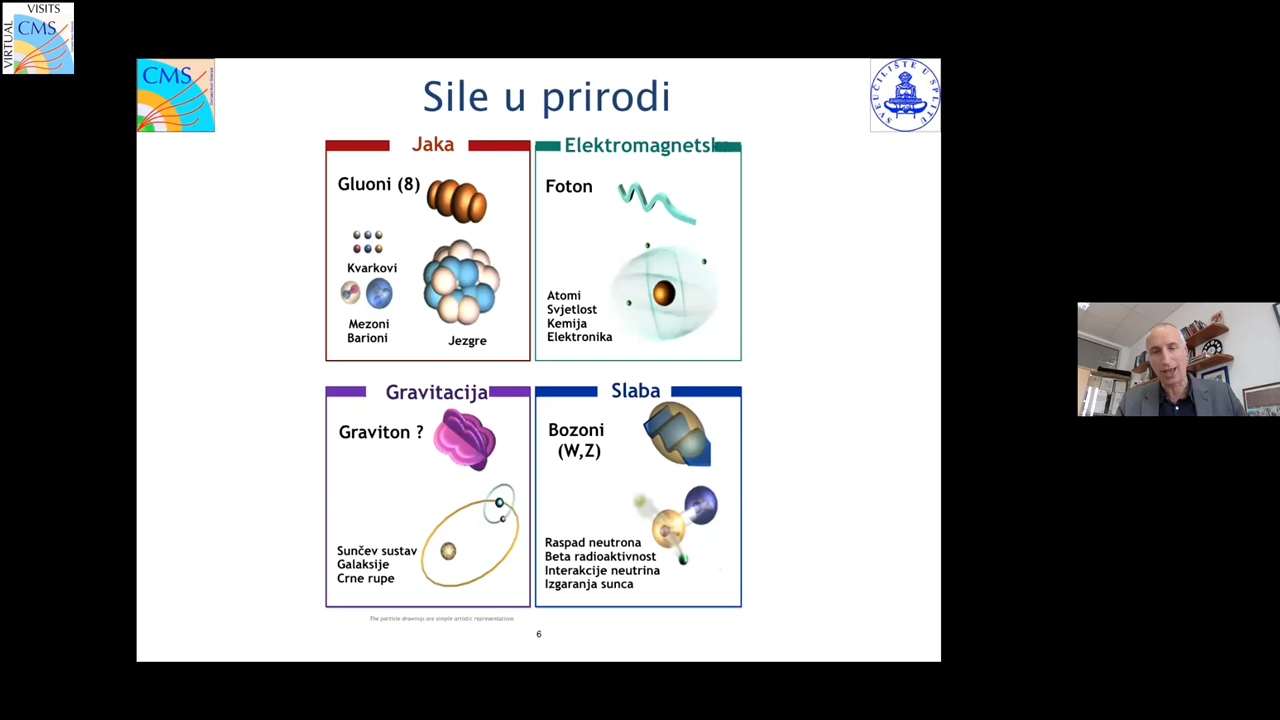 VISITS
VIRTUAL
CMS
CMS
Sile u prirodi
SVEUČILIŠTE U SPLITU
Jaka
Gluoni (8)
Kvarkovi
Mezoni
Barioni
Jezgre
Elektromagnetska
Foton
Atomi
Svjetlost
Kemija
Elektronika
Gravitacija
Graviton ?
Sunčev sustav
Galaksije
Crne rupe
Slaba
Bozoni
(W,Z)
Raspad neutrona
Beta radioaktivnost
Interakcije neutrina
Izgaranja sunca
The particle drawings are simple artistic representations
6